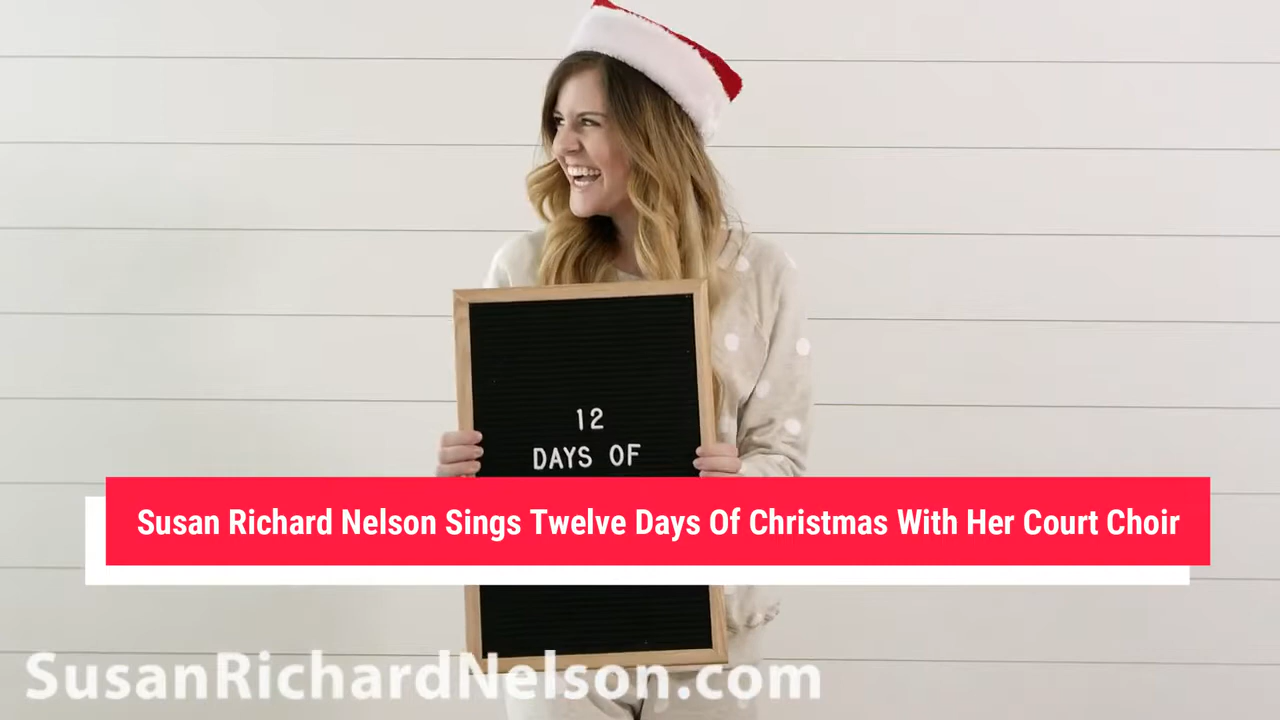 12
DAYS OF
Susan Richard Nelson Sings Twelve Days Of Christmas With Her Court Choir
SusanRichardNelson.com